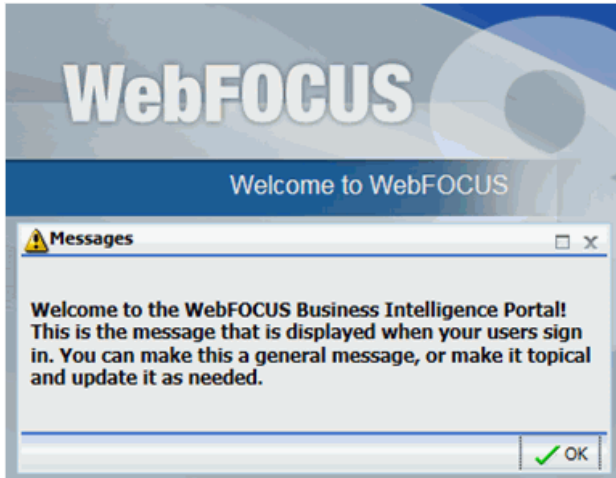 WebFOCUS
Welcome to WebFOCUS
Messages
Welcome to the WebFOCUS Business Intelligence Portal!
This is the message that is displayed when your users sign
in. You can make this a general message, or make it topical
and update it as needed.
OK